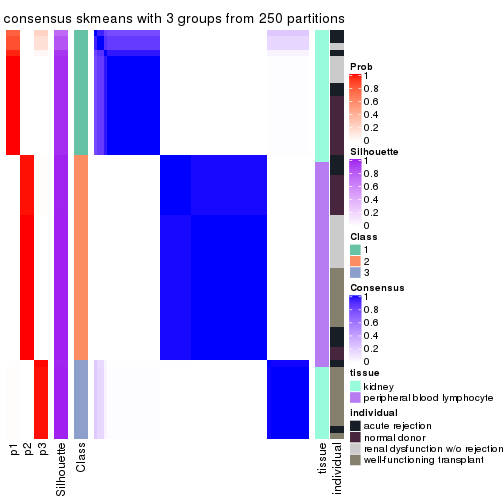 consensus skmeans with 3 groups from 250 partitions
Prob
1
0.8
0.6
0.4
0.2
0
Silhouette
1
0.8
0.6
0.4
0.2
0
Class
1
2
3
Consensus
1
0.8
0.6
0.4
0.2
0
tissue
kidney
peripheral blood lymphocyte
individual
acute rejection
normal donor
renal dysfunction w/o rejection
well-functioning transplant
p1
p2
p3
Silhouette
Class
tissue
individual